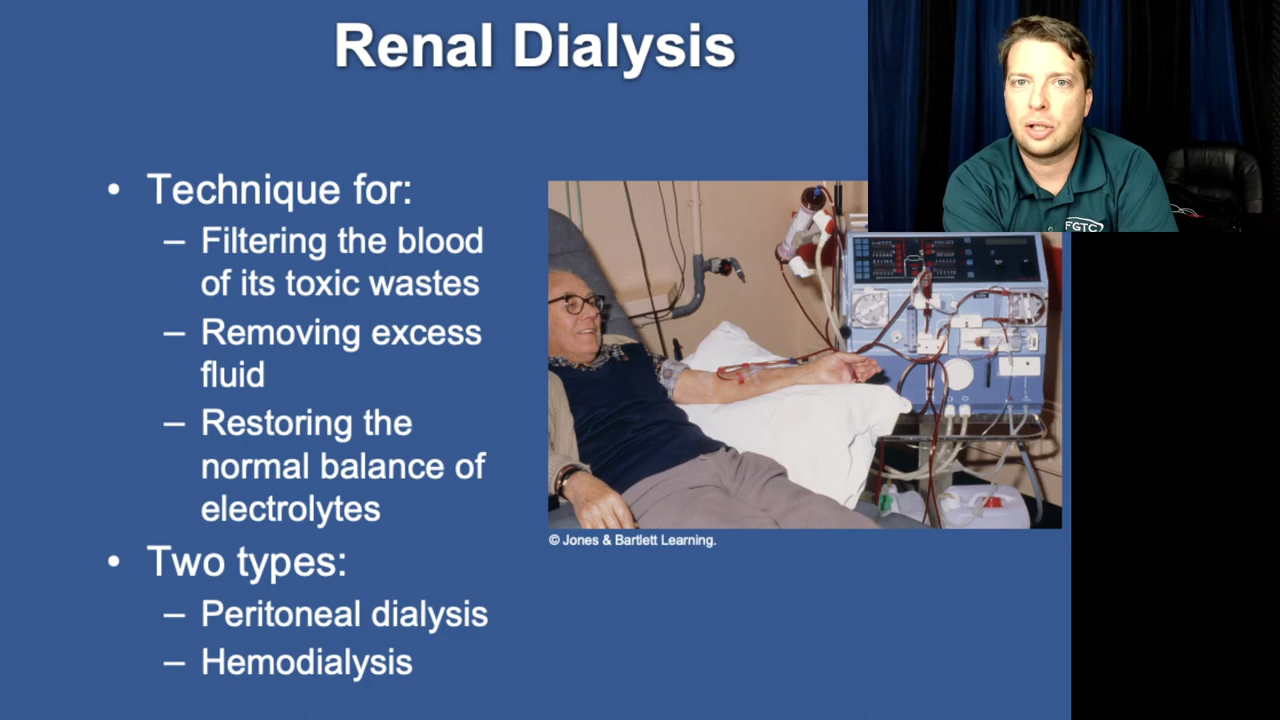 Renal Dialysis
• Technique for:
– Filtering the blood
of its toxic wastes
– Removing excess
fluid
– Restoring the
normal balance of
electrolytes
• Two types:
– Peritoneal dialysis
– Hemodialysis
© Jones & Bartlett Learning.
FGTC